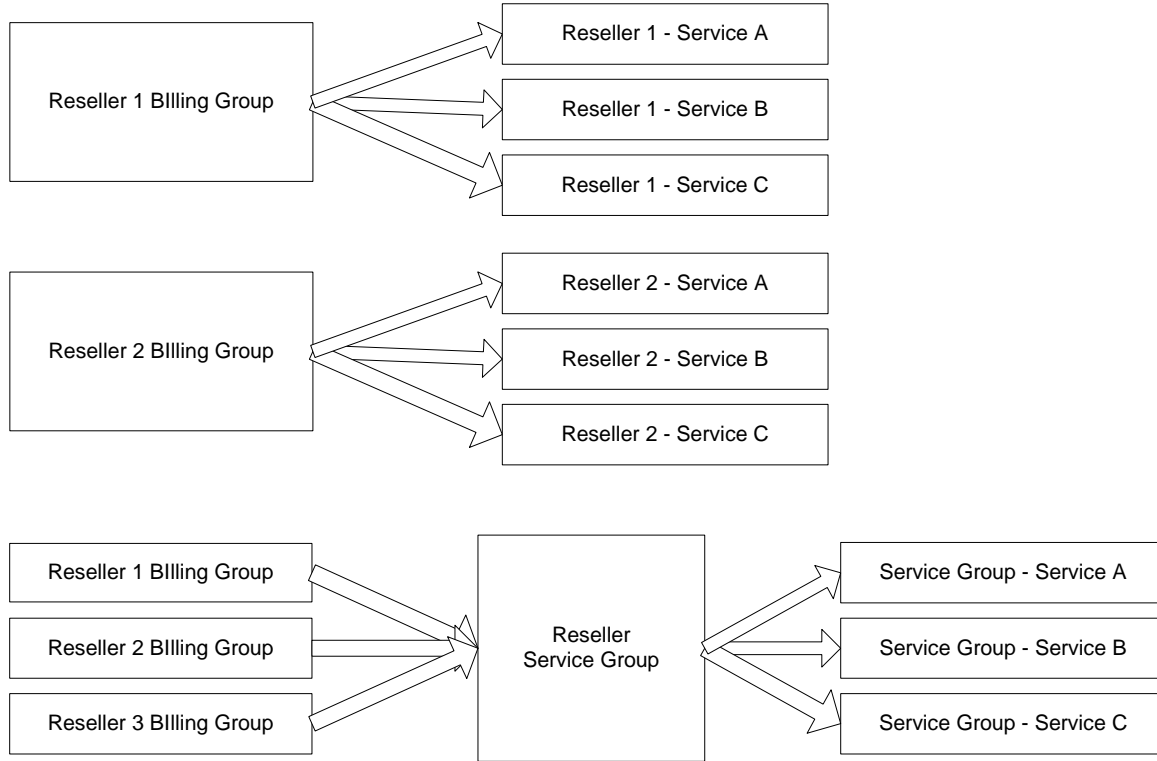 Reseller 1 BIlling Group
Reseller 1 - Service A
Reseller 1 - Service B
Reseller 1 - Service C
Reseller 2 BIlling Group
Reseller 2 - Service A
Reseller 2 - Service B
Reseller 2 - Service C
Reseller 1 BIlling Group
Reseller 2 BIlling Group
Reseller 3 BIlling Group
Reseller
Service Group
Service Group - Service A
Service Group - Service B
Service Group - Service C